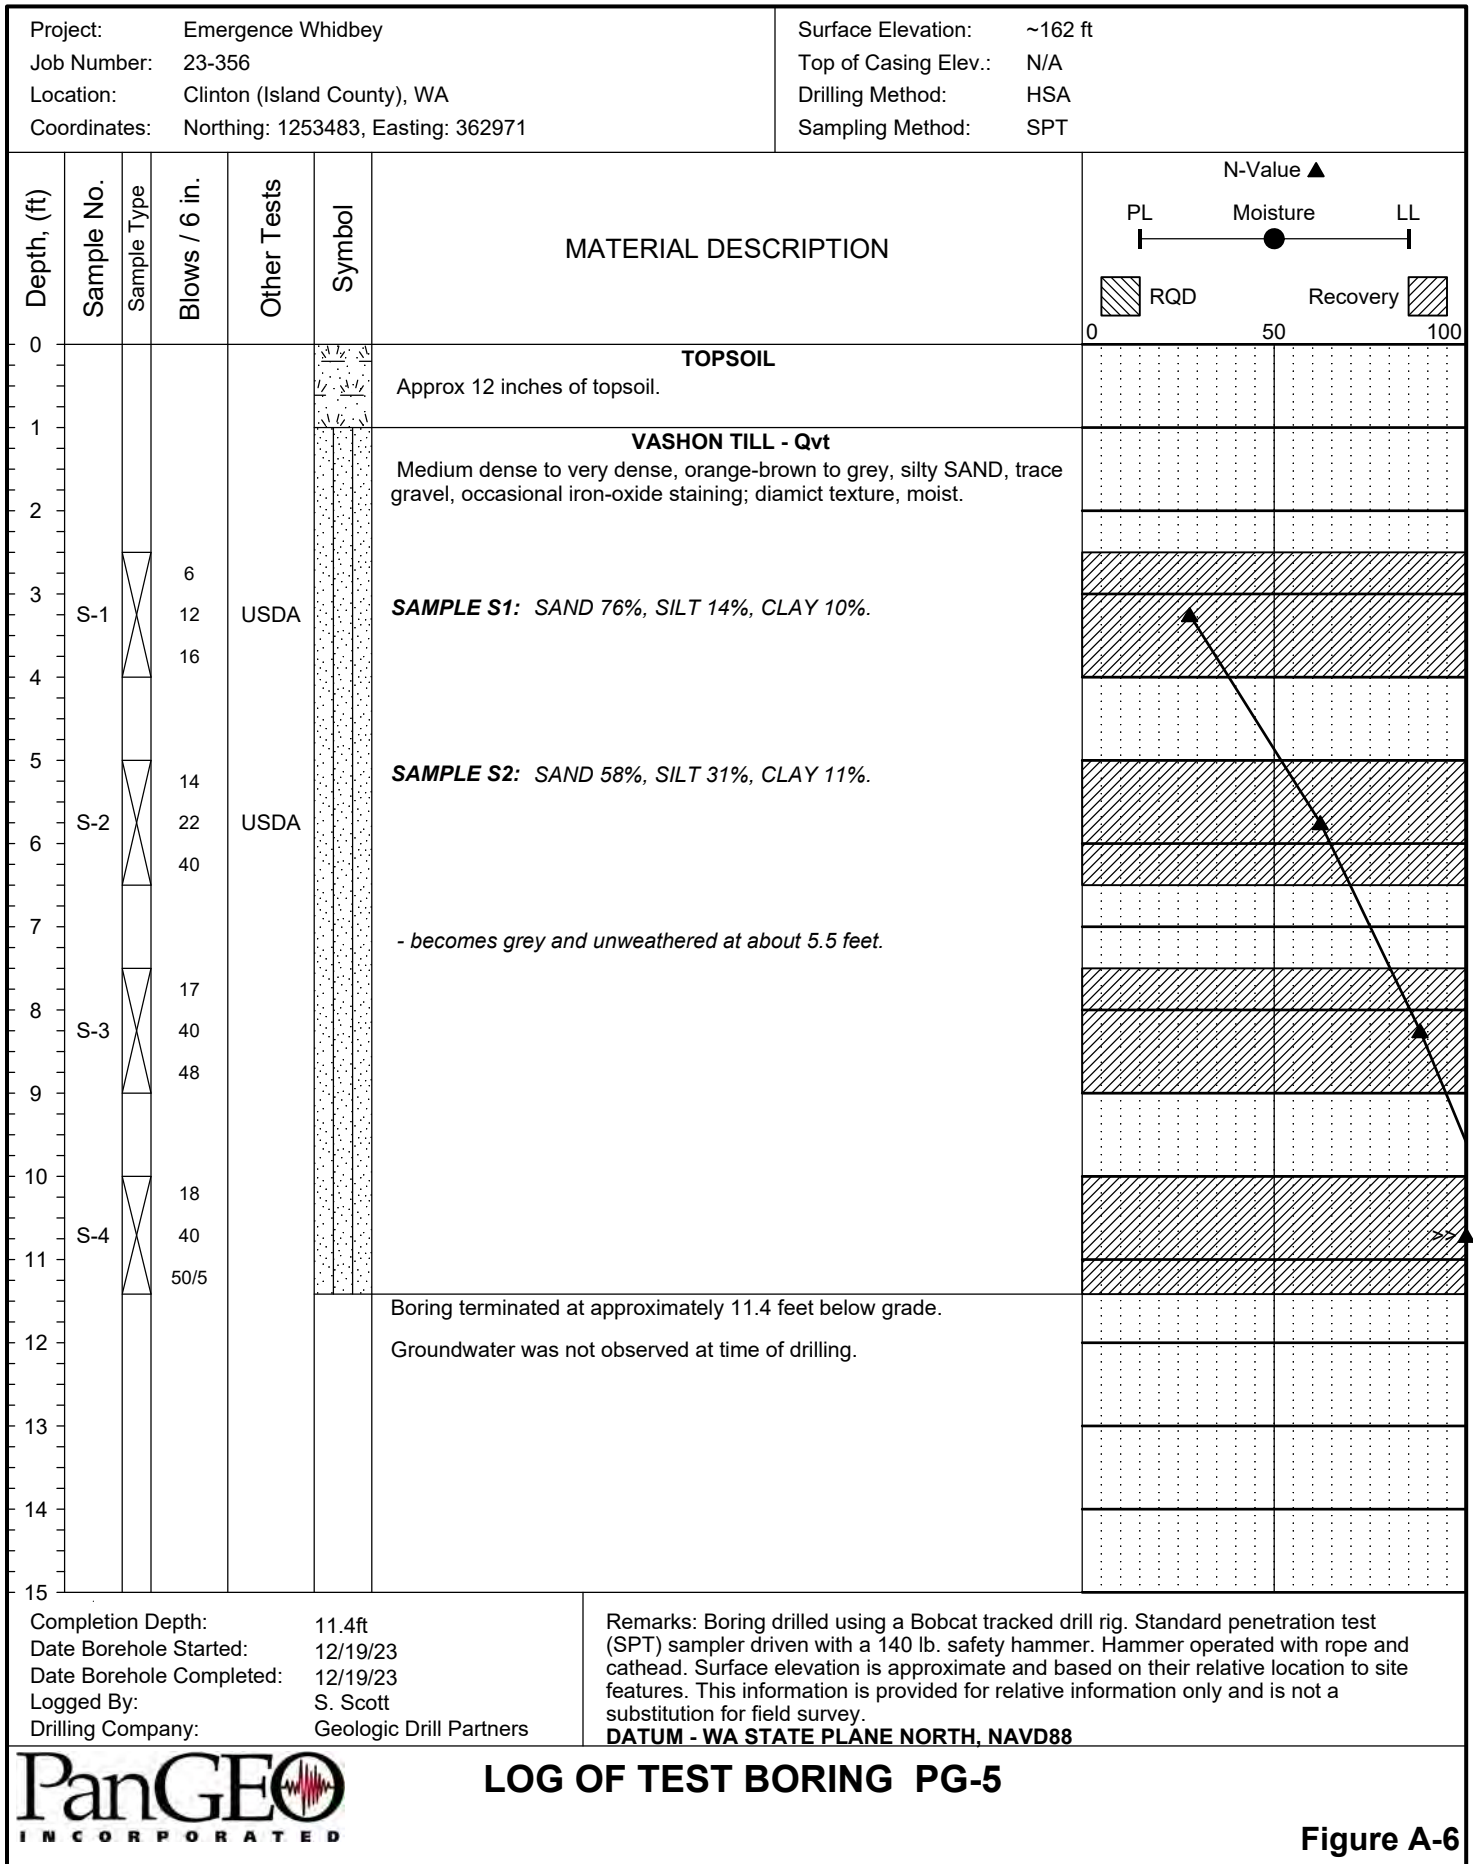 Project: Emergence Whidbey
Job Number: 23-356
Location: Clinton (Island County), WA
Coordinates: Northing: 1253483, Easting: 362971
Surface Elevation: ~162 ft
Top of Casing Elev.: N/A
Drilling Method: HSA
Sampling Method: SPT
Depth, (ft)
Sample No.
Sample Type
Blows / 6 in.
Other Tests
Symbol
MATERIAL DESCRIPTION
N-Value ▲
PL Moisture LL
RQD Recovery
0 50 100
0
TOPSOIL
Approx 12 inches of topsoil.
1
VASHON TILL - Qvt
Medium dense to very dense, orange-brown to grey, silty SAND, trace
gravel, occasional iron-oxide staining; diamict texture, moist.
2
6
3
S-1 12 USDA SAMPLE S1: SAND 76%, SILT 14%, CLAY 10%.
16
4
5
14 SAMPLE S2: SAND 58%, SILT 31%, CLAY 11%.
S-2 22 USDA
6
40
7
- becomes grey and unweathered at about 5.5 feet.
17
8
S-3 40
48
9
10
18
S-4 40 >>
11
50/5
Boring terminated at approximately 11.4 feet below grade.
12
Groundwater was not observed at time of drilling.
13
14
15
Completion Depth: 11.4ft
Date Borehole Started: 12/19/23
Date Borehole Completed: 12/19/23
Logged By: S. Scott
Drilling Company: Geologic Drill Partners
Remarks: Boring drilled using a Bobcat tracked drill rig. Standard penetration test
(SPT) sampler driven with a 140 lb. safety hammer. Hammer operated with rope and
cathead. Surface elevation is approximate and based on their relative location to site
features. This information is provided for relative information only and is not a
substitution for field survey.
DATUM - WA STATE PLANE NORTH, NAVD88
PanGEO
INCORPORATED
LOG OF TEST BORING PG-5
Figure A-6